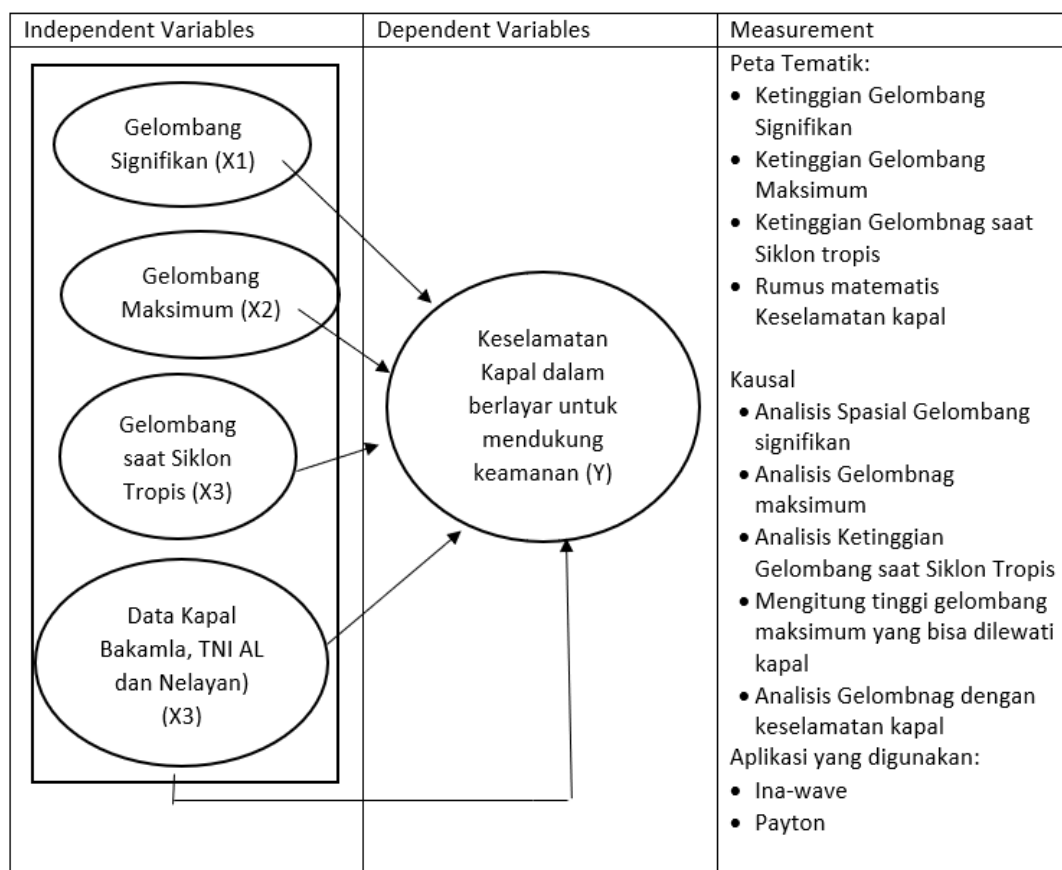 Independent Variables
Dependent Variables
Measurement
Gelombang
Signifikan (X1)
Gelombang
Maksimum (X2)
Gelombang
saat Siklon
Tropis (X3)
Data Kapal
Bakamla, TNI AL
dan Nelayan)
(X3)
Keselamatan
Kapal dalam
berlayar untuk
mendukung
keamanan (Y)
Peta Tematik:
• Ketinggian Gelombang
Signifikan
• Ketinggian Gelombang
Maksimum
• Ketinggian Gelombnag saat
Siklon tropis
• Rumus matematis
Keselamatan kapal
Kausal
• Analisis Spasial Gelombang
signifikan
• Analisis Gelombnag
maksimum
• Analisis Ketinggian
Gelombang saat Siklon Tropis
• Mengitung tinggi gelombang
maksimum yang bisa dilewati
kapal
• Analisis Gelombnag dengan
keselamatan kapal
Aplikasi yang digunakan:
• Ina-wave
• Payton